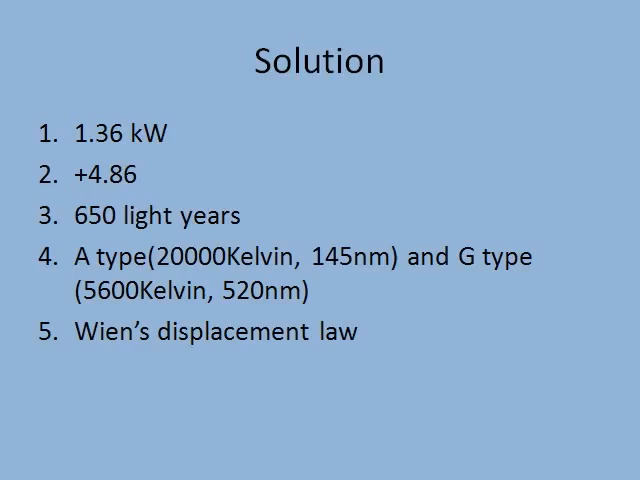 Solution
1. 1.36 kW
2. +4.86
3. 650 light years
4. A type(20000Kelvin, 145nm) and G type
(5600Kelvin, 520nm)
5. Wien’s displacement law